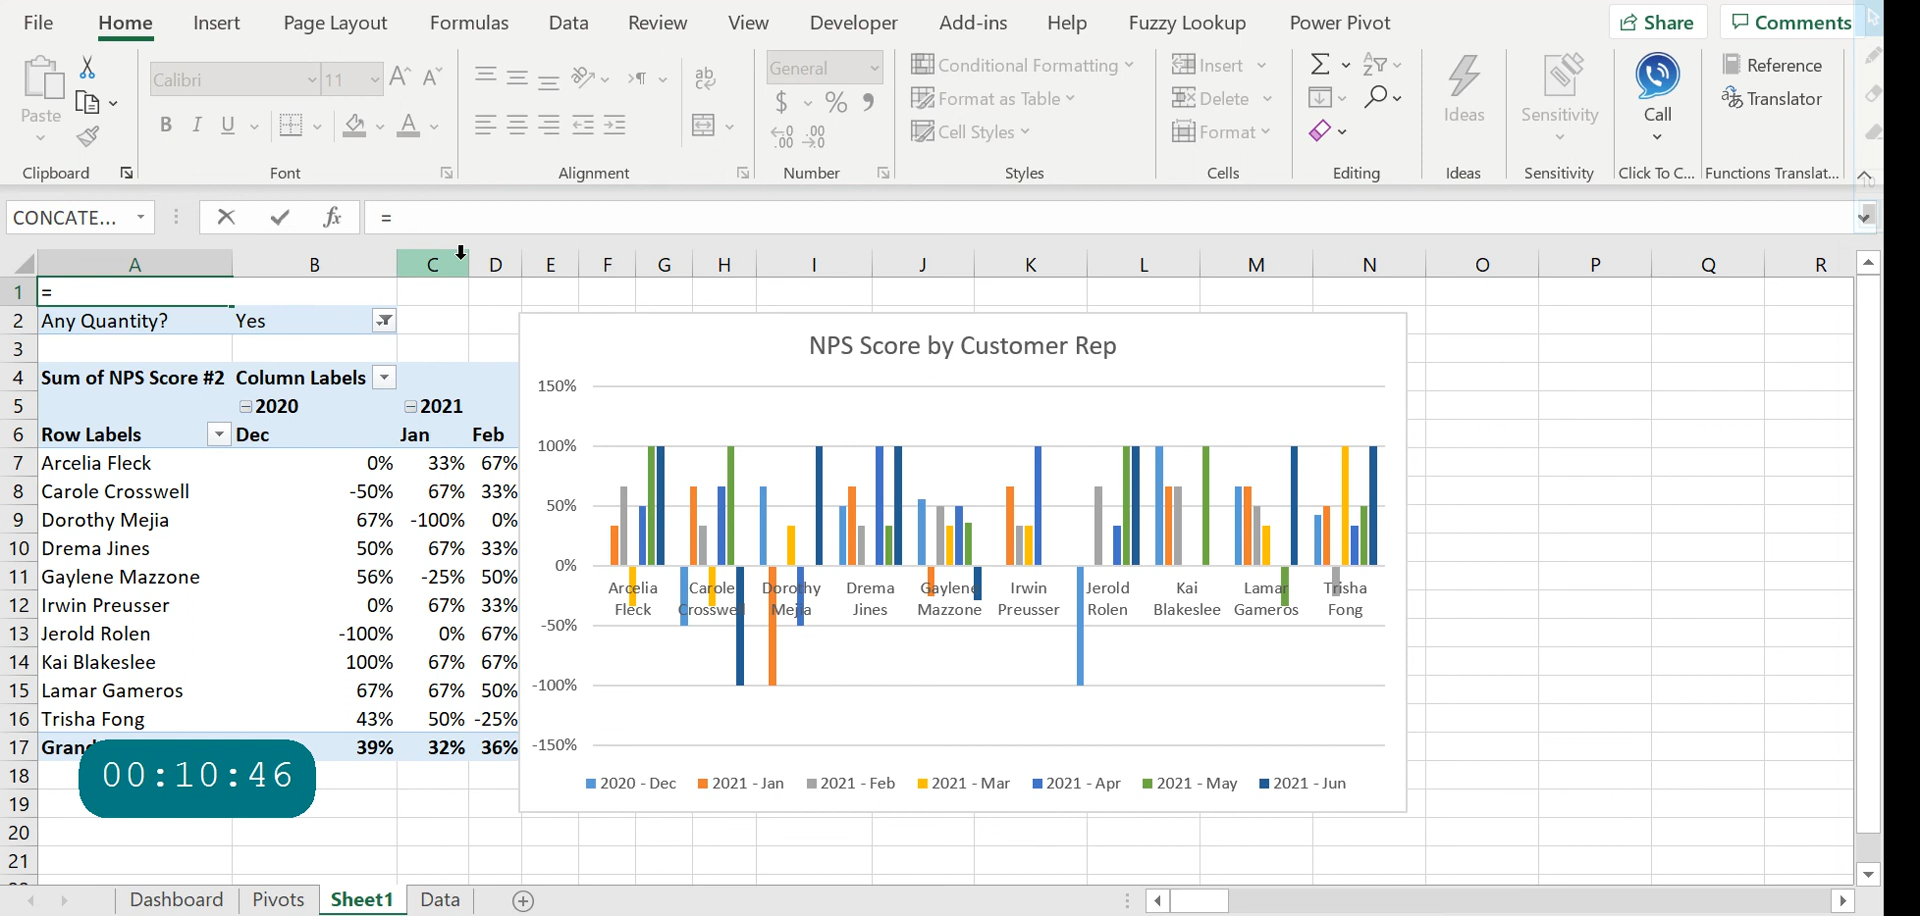 File Home Insert Page Layout Formulas Data Review View Developer Add-ins Help Fuzzy Lookup Power Pivot Share Comments
Paste Calibri 11 General Conditional Formatting Insert Ideas Sensitivity Call Reference
Format as Table Delete Translator
Cell Styles Format
Clipboard Font Alignment Number Styles Cells Editing Ideas Sensitivity Click To C... Functions Translat...
CONCATE... fx =
A B C D E F G H I J K L M N O P Q R
1 =
2 Any Quantity? Yes
3
4 Sum of NPS Score #2 Column Labels
5 2020 2021
6 Row Labels Dec Jan Feb
7 Arcelia Fleck 0% 33% 67%
8 Carole Crosswell -50% 67% 33%
9 Dorothy Mejia 67% -100% 0%
10 Drema Jines 50% 67% 33%
11 Gaylene Mazzone 56% -25% 50%
12 Irwin Preusser 0% 67% 33%
13 Jerold Rolen -100% 0% 67%
14 Kai Blakeslee 100% 67% 67%
15 Lamar Gameros 67% 67% 50%
16 Trisha Fong 43% 50% -25%
17 Grand 39% 32% 36%
18
19
20
21
00:10:46
NPS Score by Customer Rep
150%
100%
50%
0%
-50%
-100%
-150%
Arcelia Carole Dorothy Drema Gaylene Irwin Jerold Kai Lamar Trisha
Fleck Crosswell Mejia Jines Mazzone Preusser Rolen Blakeslee Gameros Fong
2020 - Dec 2021 - Jan 2021 - Feb 2021 - Mar 2021 - Apr 2021 - May 2021 - Jun
Dashboard Pivots Sheet1 Data